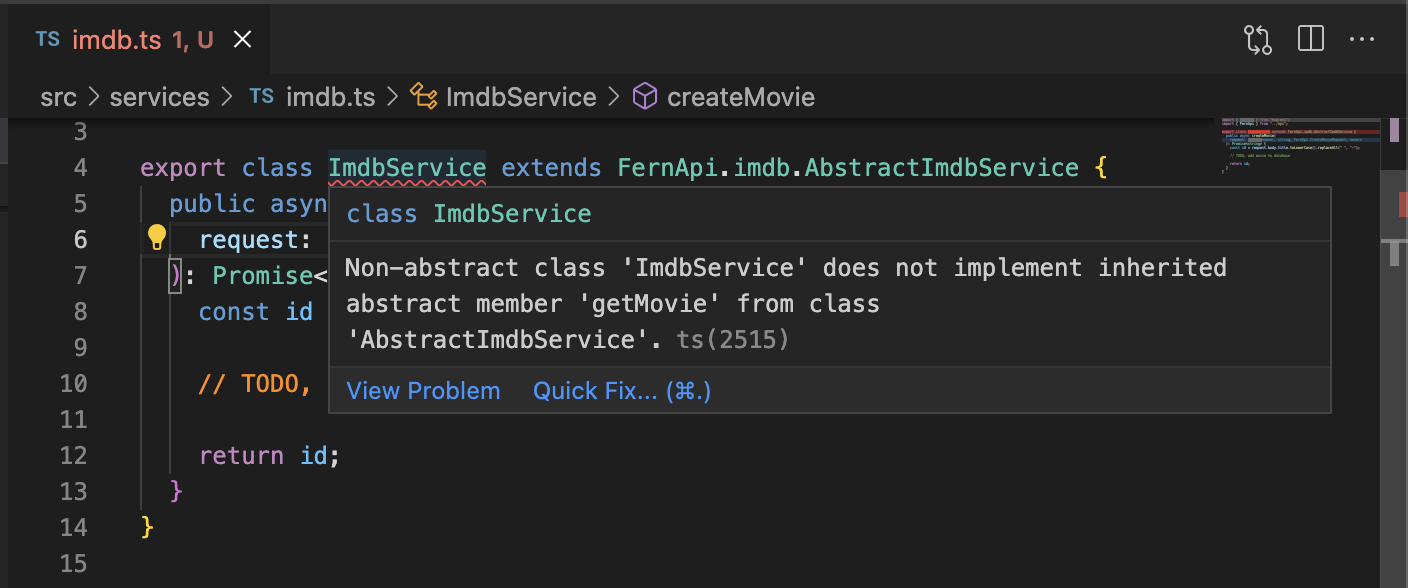 TS imdb.ts 1, U
src > services > TS imdb.ts > ImdbService > createMovie
3
4 export class ImdbService extends FernApi.imdb.AbstractImdbService {
5 public asyn
class ImdbService
6 request:
Non-abstract class 'ImdbService' does not implement inherited
7 ): Promise<
abstract member 'getMovie' from class
8 const id
'AbstractImdbService'. ts(2515)
9
10 // TODO,
View Problem Quick Fix... (⌘.)
11
12 return id;
13 }
14 }
15